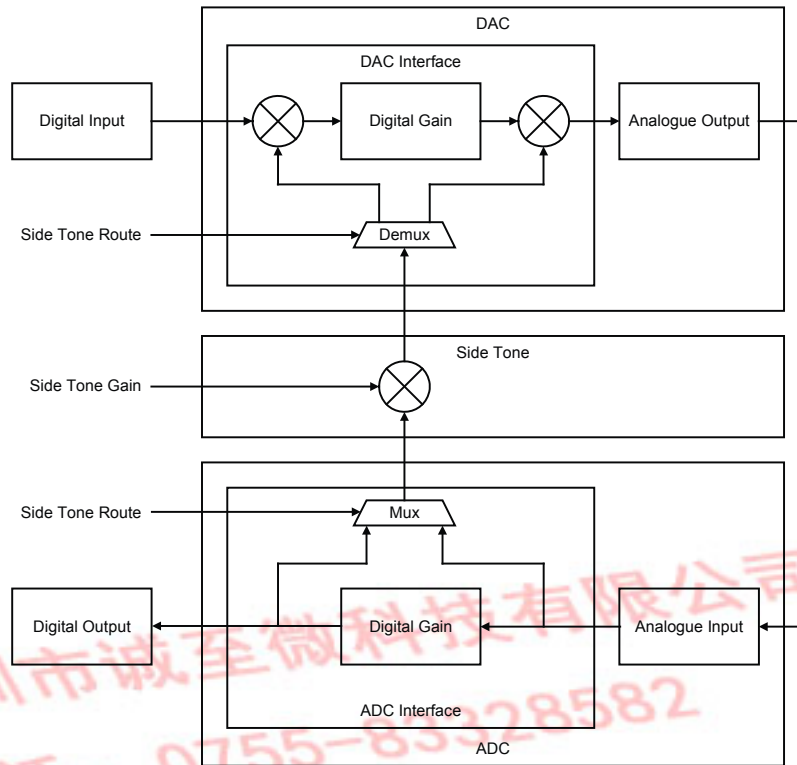 DAC
DAC Interface
Digital Input
Digital Gain
Analogue Output
Side Tone Route
Demux
Side Tone
Side Tone Gain
Side Tone Route
Mux
Digital Output
Digital Gain
Analogue Input
ADC Interface
ADC
圳市诚至微科技有限公司
0755-83328582